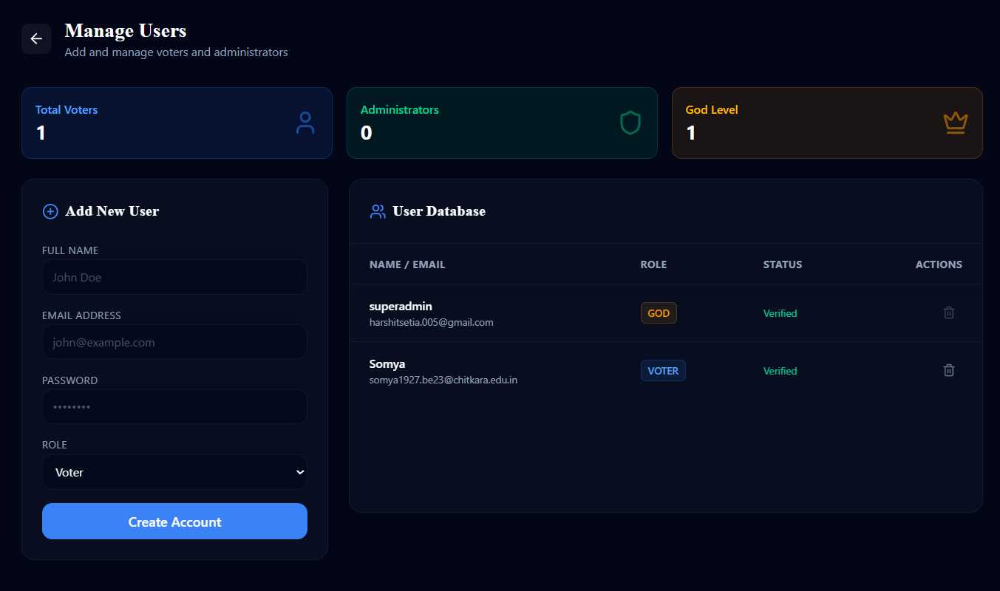 Manage Users
Add and manage voters and administrators
Total Voters
1
Administrators
0
God Level
1
Add New User
FULL NAME
John Doe
EMAIL ADDRESS
john@example.com
PASSWORD
••••••••
ROLE
Voter
Create Account
User Database
NAME / EMAIL ROLE STATUS ACTIONS
superadmin
harshitsetia.005@gmail.com
GOD
Verified
Somya
somya1927.be23@chitkara.edu.in
VOTER
Verified